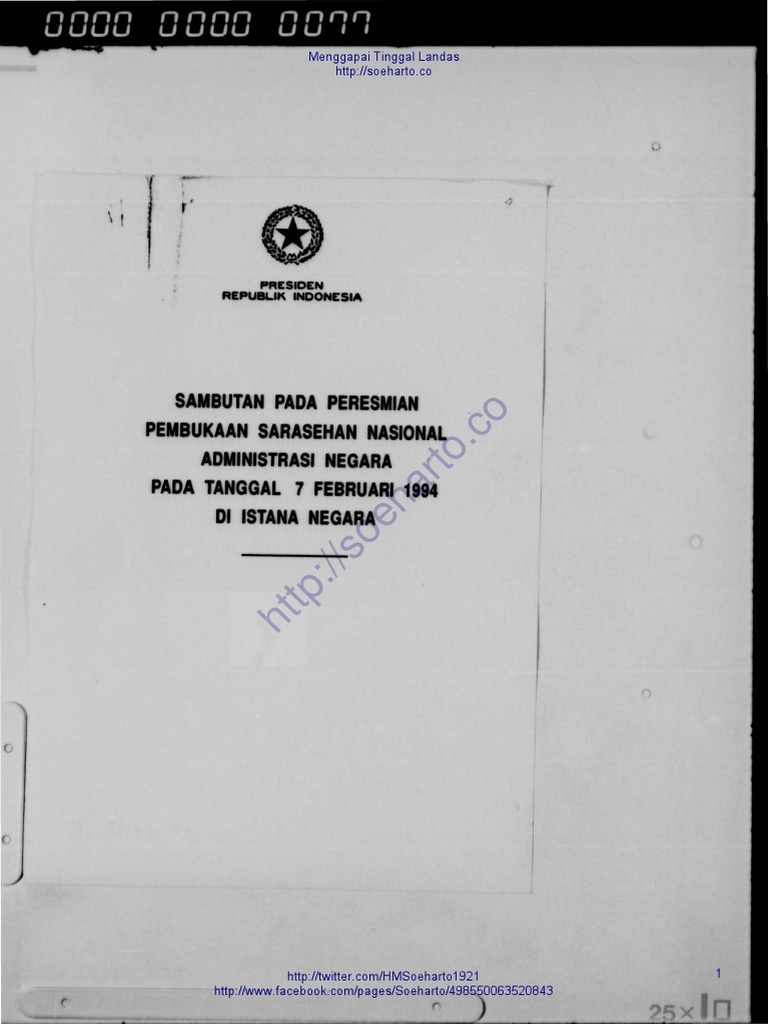 0000 0000 0077
Menggapai Tinggal Landas
http://soeharto.co
PRESIDEN
REPUBLIK INDONESIA
SAMBUTAN PADA PERESMIAN
PEMBUKAAN SARASEHAN NASIONAL
ADMINISTRASI NEGARA
PADA TANGGAL 7 FEBRUARI 1994
DI ISTANA NEGARA
http://soeharto.co
http://twitter.com/HMSoeharto1921
http://www.facebook.com/pages/Soeharto/498550063520843
1
25×